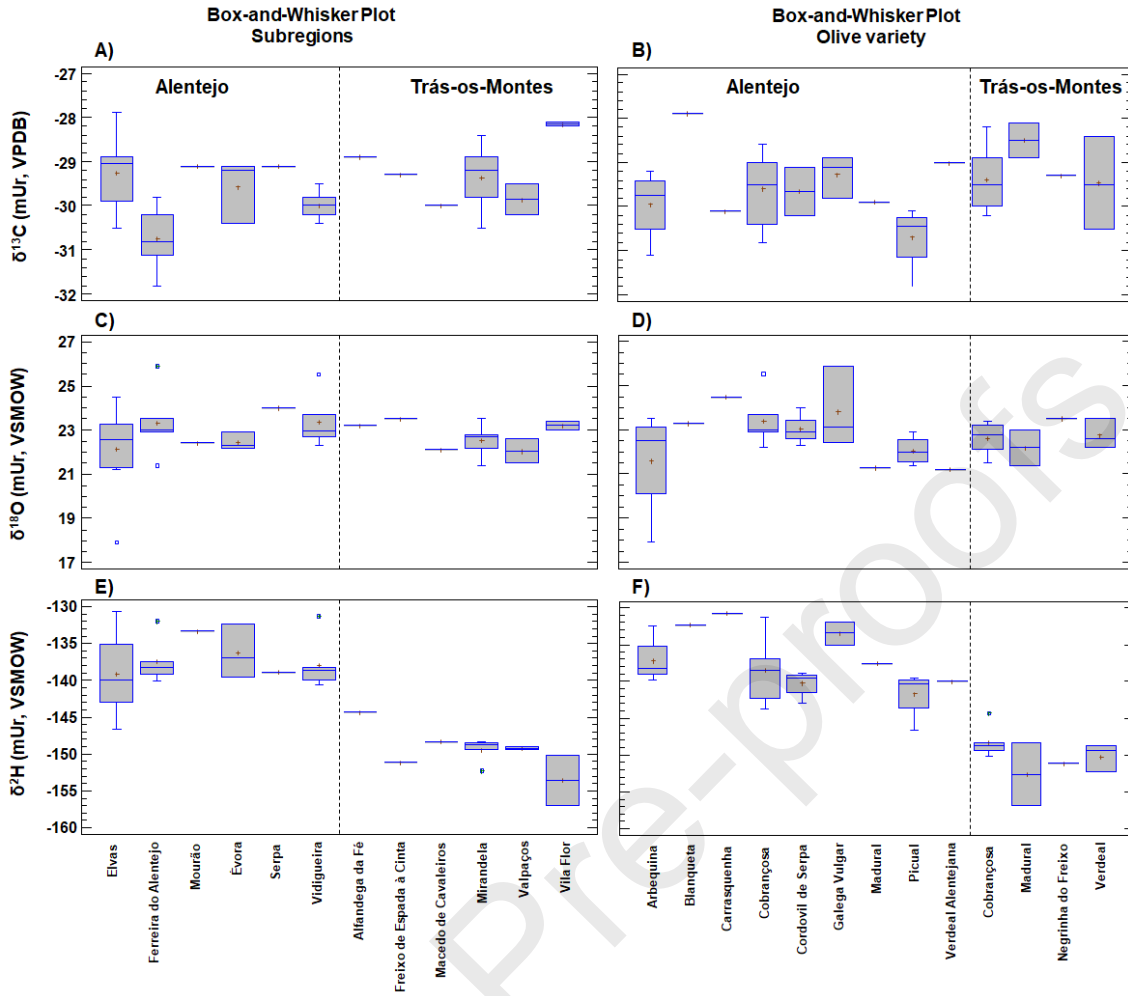 Box-and-Whisker Plot
Subregions
Box-and-Whisker Plot
Olive variety
A)
B)
Alentejo
Trás-os-Montes
Alentejo
Trás-os-Montes
δ13C (mUr, VPDB)
-27
-28
-29
-30
-31
-32
C)
D)
δ18O (mUr, VSMOW)
27
25
23
21
19
17
E)
F)
δ2H (mUr, VSMOW)
-130
-135
-140
-145
-150
-155
-160
Elvas
Ferreira do Alentejo
Mourão
Évora
Serpa
Vidigueira
Alfandega da Fé
Freixo de Espada à Cinta
Macedo de Cavaleiros
Mirandela
Valpaços
Vila Flor
Arbequina
Blanqueta
Carrasquenha
Cobrançosa
Cordovil de Serpa
Galega Vulgar
Madural
Picual
Verdeal Alentejana
Cobrançosa
Madural
Negrinha do Freixo
Verdeal
Pre-proofs